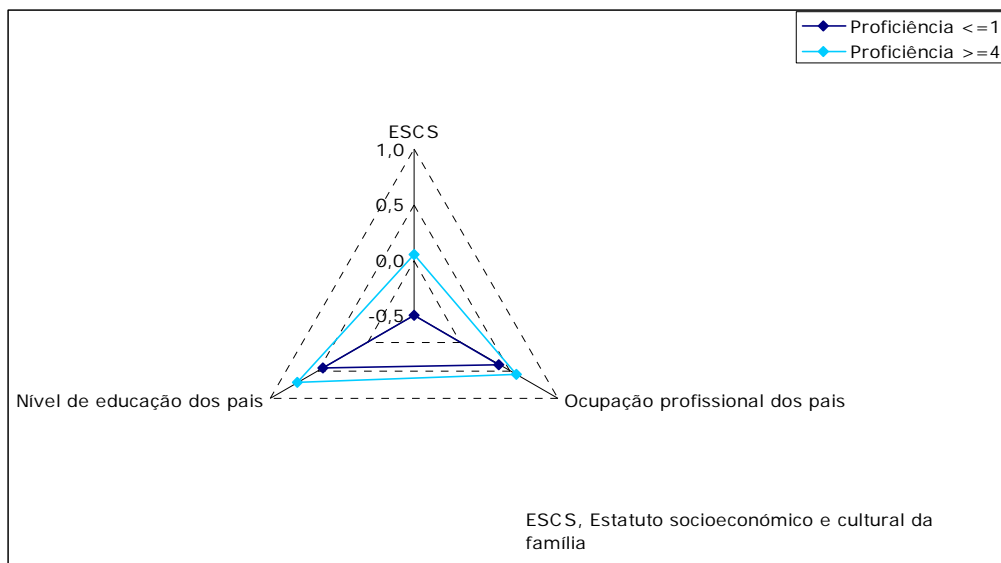 Proficiência <=1
Proficiência >=4
ESCS
1,0
0,5
0,0
-0,5
Nível de educação dos pais
Ocupação profissional dos pais
ESCS, Estatuto socioeconómico e cultural da
família